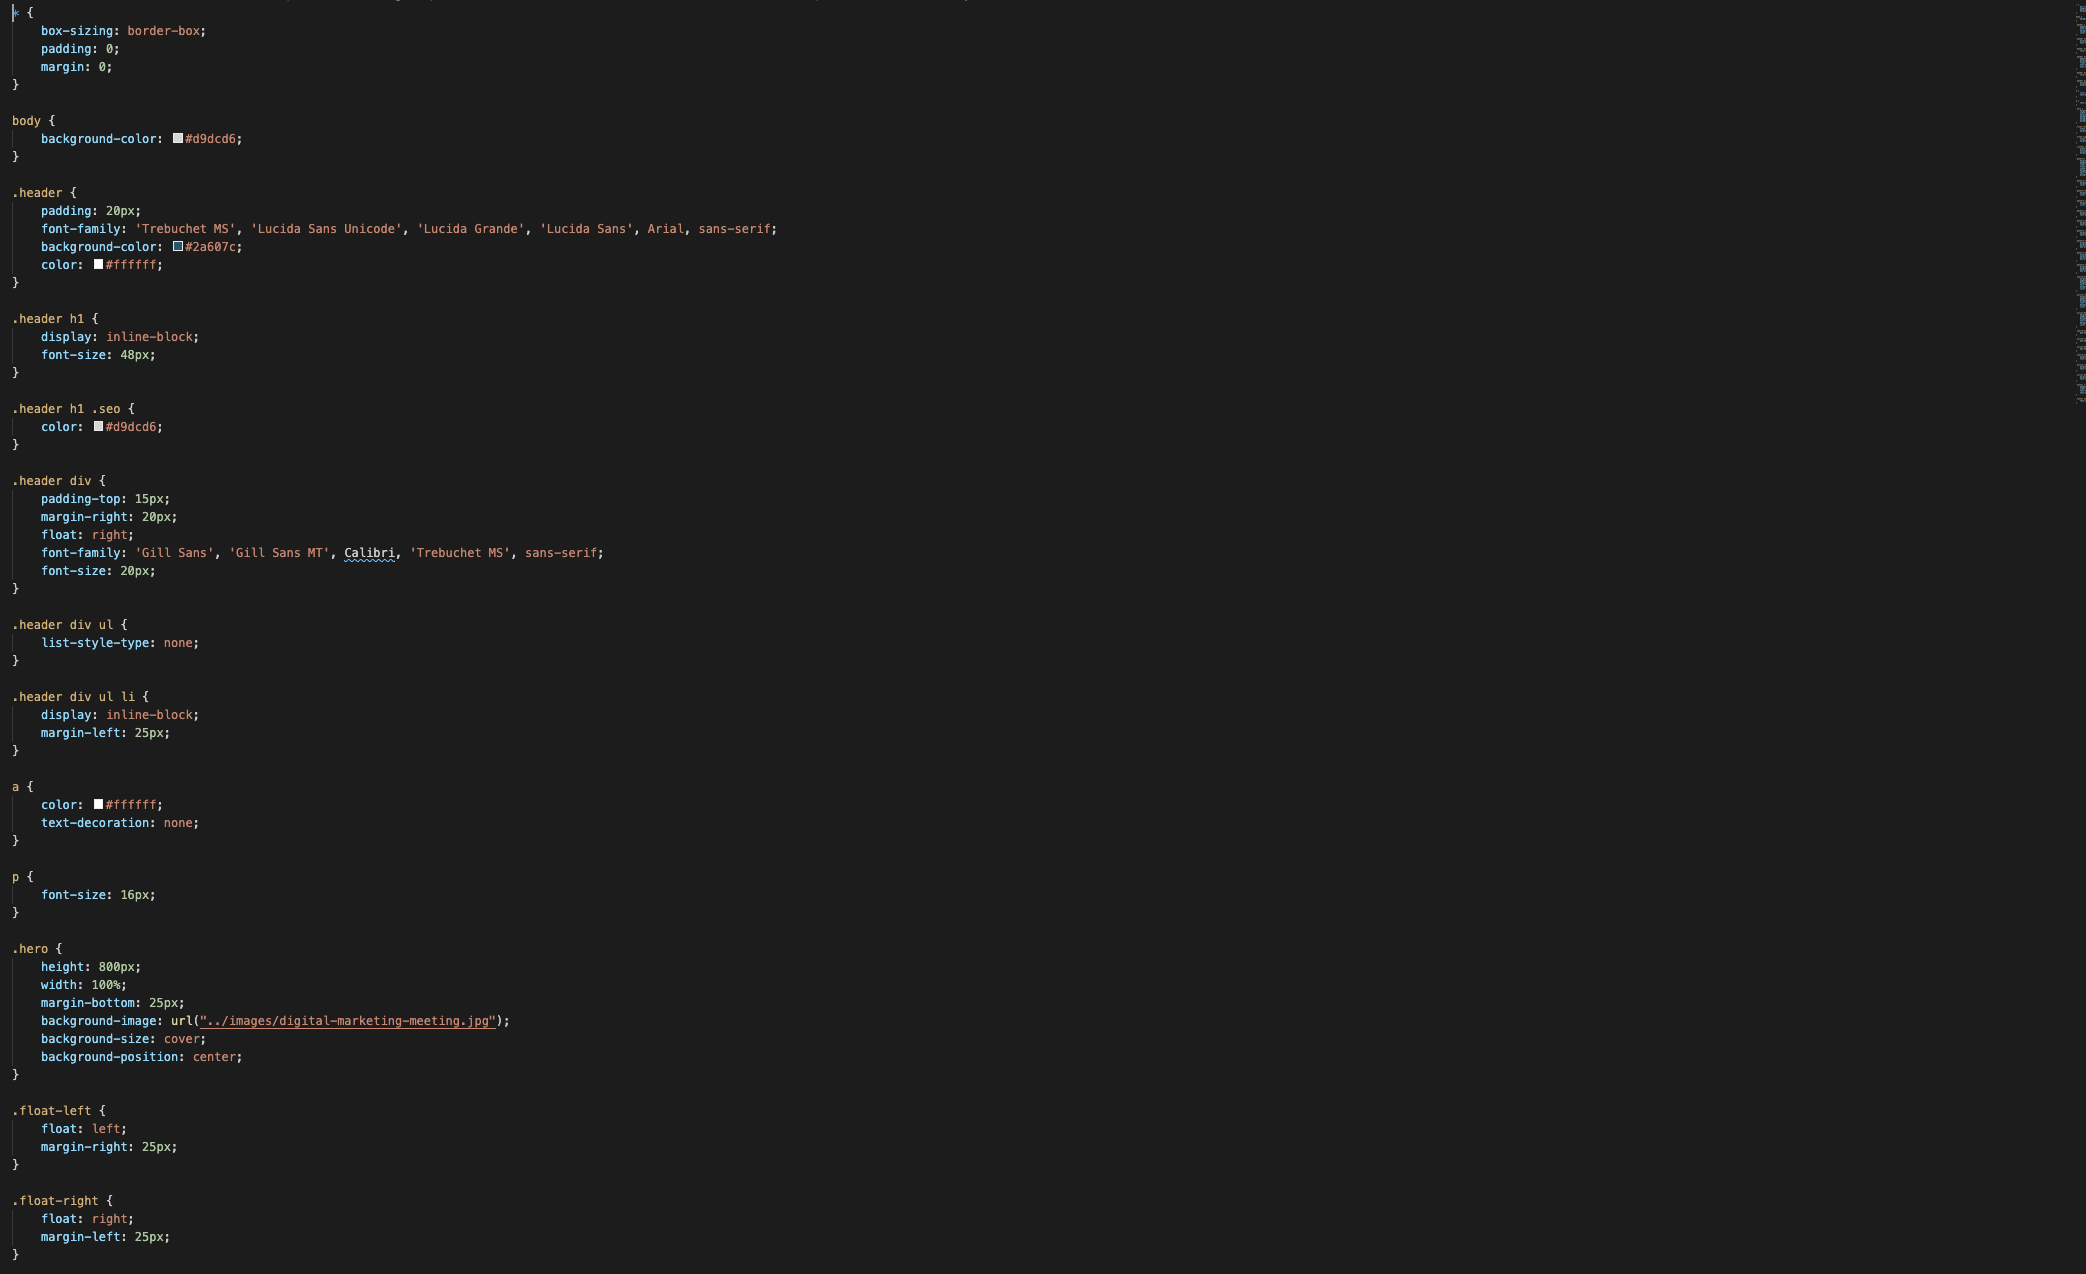 * {
    box-sizing: border-box;
    padding: 0;
    margin: 0;
}

body {
    background-color: #d9dcd6;
}

.header {
    padding: 20px;
    font-family: 'Trebuchet MS', 'Lucida Sans Unicode', 'Lucida Grande', 'Lucida Sans', Arial, sans-serif;
    background-color: #2a607c;
    color: #ffffff;
}

.header h1 {
    display: inline-block;
    font-size: 48px;
}

.header h1 .seo {
    color: #d9dcd6;
}

.header div {
    padding-top: 15px;
    margin-right: 20px;
    float: right;
    font-family: 'Gill Sans', 'Gill Sans MT', Calibri, 'Trebuchet MS', sans-serif;
    font-size: 20px;
}

.header div ul {
    list-style-type: none;
}

.header div ul li {
    display: inline-block;
    margin-left: 25px;
}

a {
    color: #ffffff;
    text-decoration: none;
}

p {
    font-size: 16px;
}

.hero {
    height: 800px;
    width: 100%;
    margin-bottom: 25px;
    background-image: url("../images/digital-marketing-meeting.jpg");
    background-size: cover;
    background-position: center;
}

.float-left {
    float: left;
    margin-right: 25px;
}

.float-right {
    float: right;
    margin-left: 25px;
}